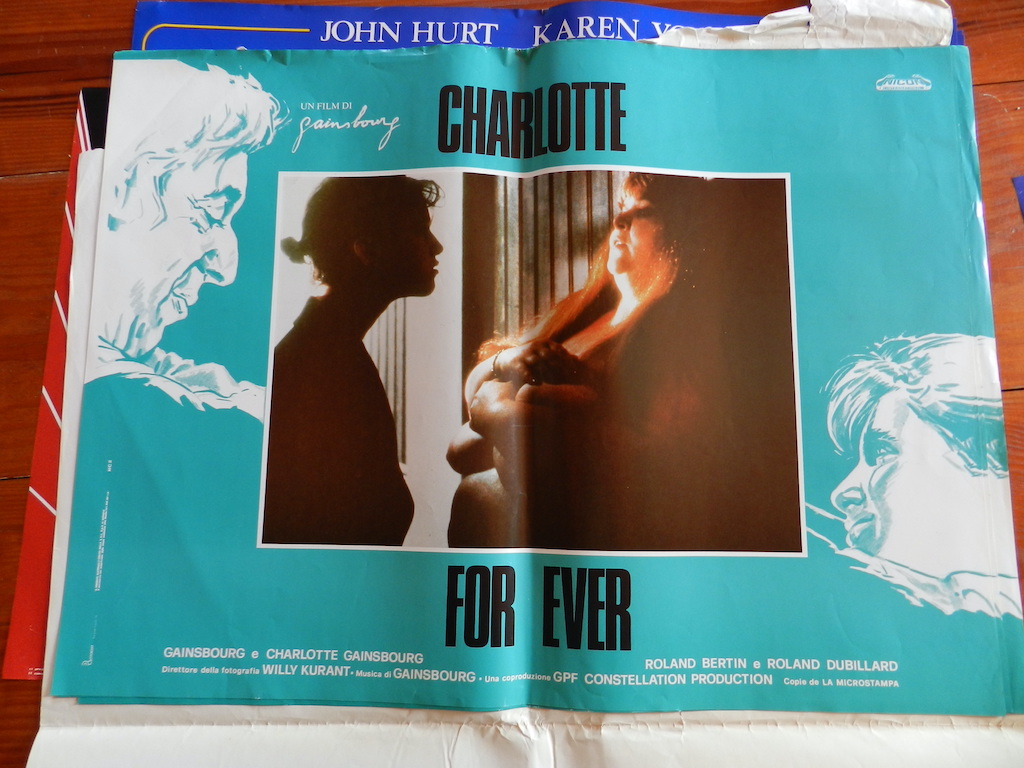 JOHN HURT KAREN
UN FILM DI
gainsbourg
CHARLOTTE
FOR EVER
GAINSBOURG e CHARLOTTE GAINSBOURG
ROLAND BERTIN e ROLAND DUBILLARD
Direttore della fotografia WILLY KURANT • Musica di GAINSBOURG • Una coproduzione GPF CONSTELLATION PRODUCTION Copie de LA MICROSTAMPA